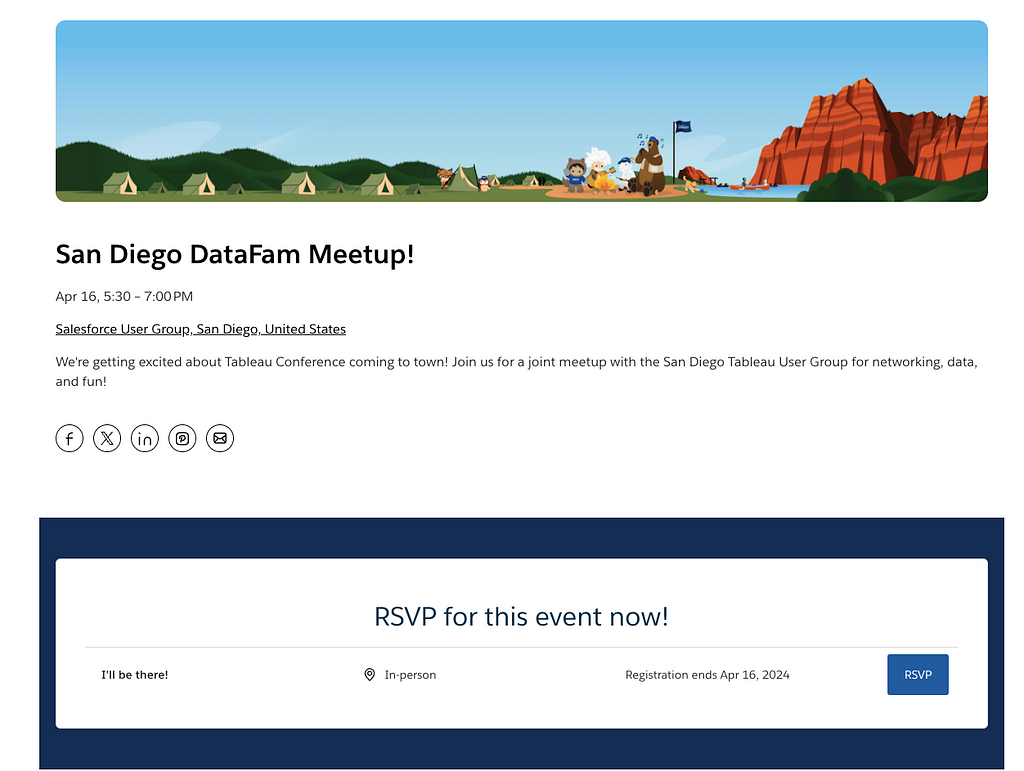 San Diego DataFam Meetup!
Apr 16, 5:30 – 7:00 PM
Salesforce User Group, San Diego, United States
We're getting excited about Tableau Conference coming to town! Join us for a joint meetup with the San Diego Tableau User Group for networking, data,
and fun!
RSVP for this event now!
I'll be there!
In-person
Registration ends Apr 16, 2024
RSVP